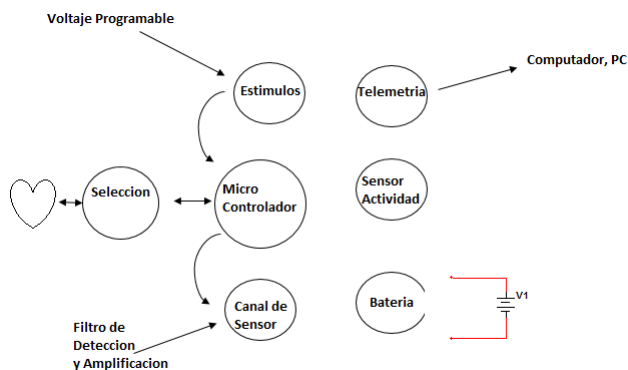 Voltaje Programable
Computador, PC
Estimulos
Telemetria
Seleccion
Micro
Controlador
Sensor
Actividad
Canal de
Sensor
Bateria
V1
Filtro de
Deteccion
y Amplificacion